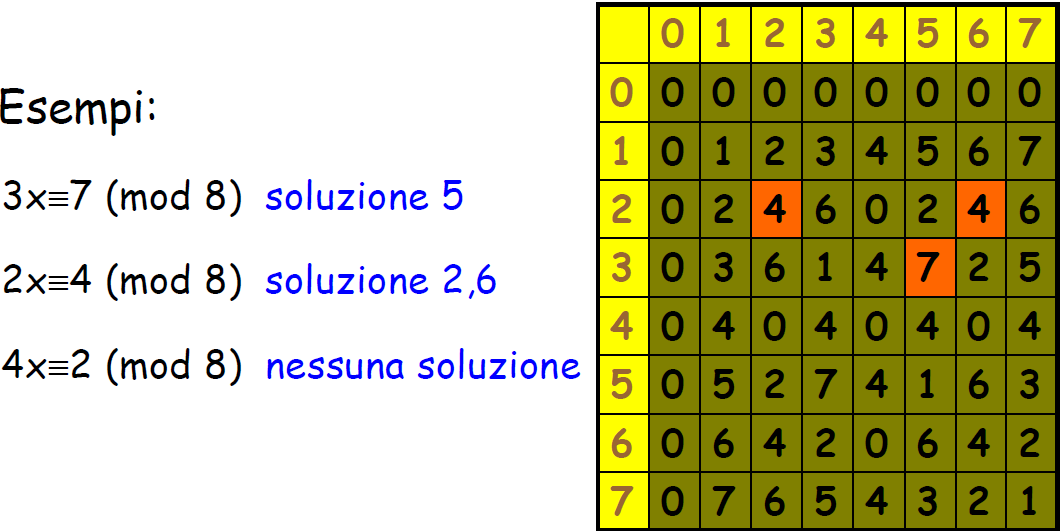 Esempi:
3x≡7 (mod 8) soluzione 5
2x≡4 (mod 8) soluzione 2,6
4x≡2 (mod 8) nessuna soluzione
0 1 2 3 4 5 6 7
0 0 0 0 0 0 0 0 0
1 0 1 2 3 4 5 6 7
2 0 2 4 6 0 2 4 6
3 0 3 6 1 4 7 2 5
4 0 4 0 4 0 4 0 4
5 0 5 2 7 4 1 6 3
6 0 6 4 2 0 6 4 2
7 0 7 6 5 4 3 2 1